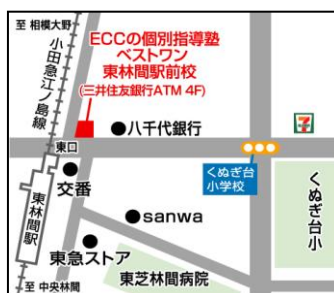 至 相模大野
小田急江ノ島線
ECCの個別指導塾
ベストワン
東林間駅前校
(三井住友銀行ATM 4F)
八千代銀行
7
ELEVEN
東口
くぬぎ台
小学校
交番
東林間駅
sanwa
くぬぎ台小
東急ストア
東芝林間病院
至 中央林間